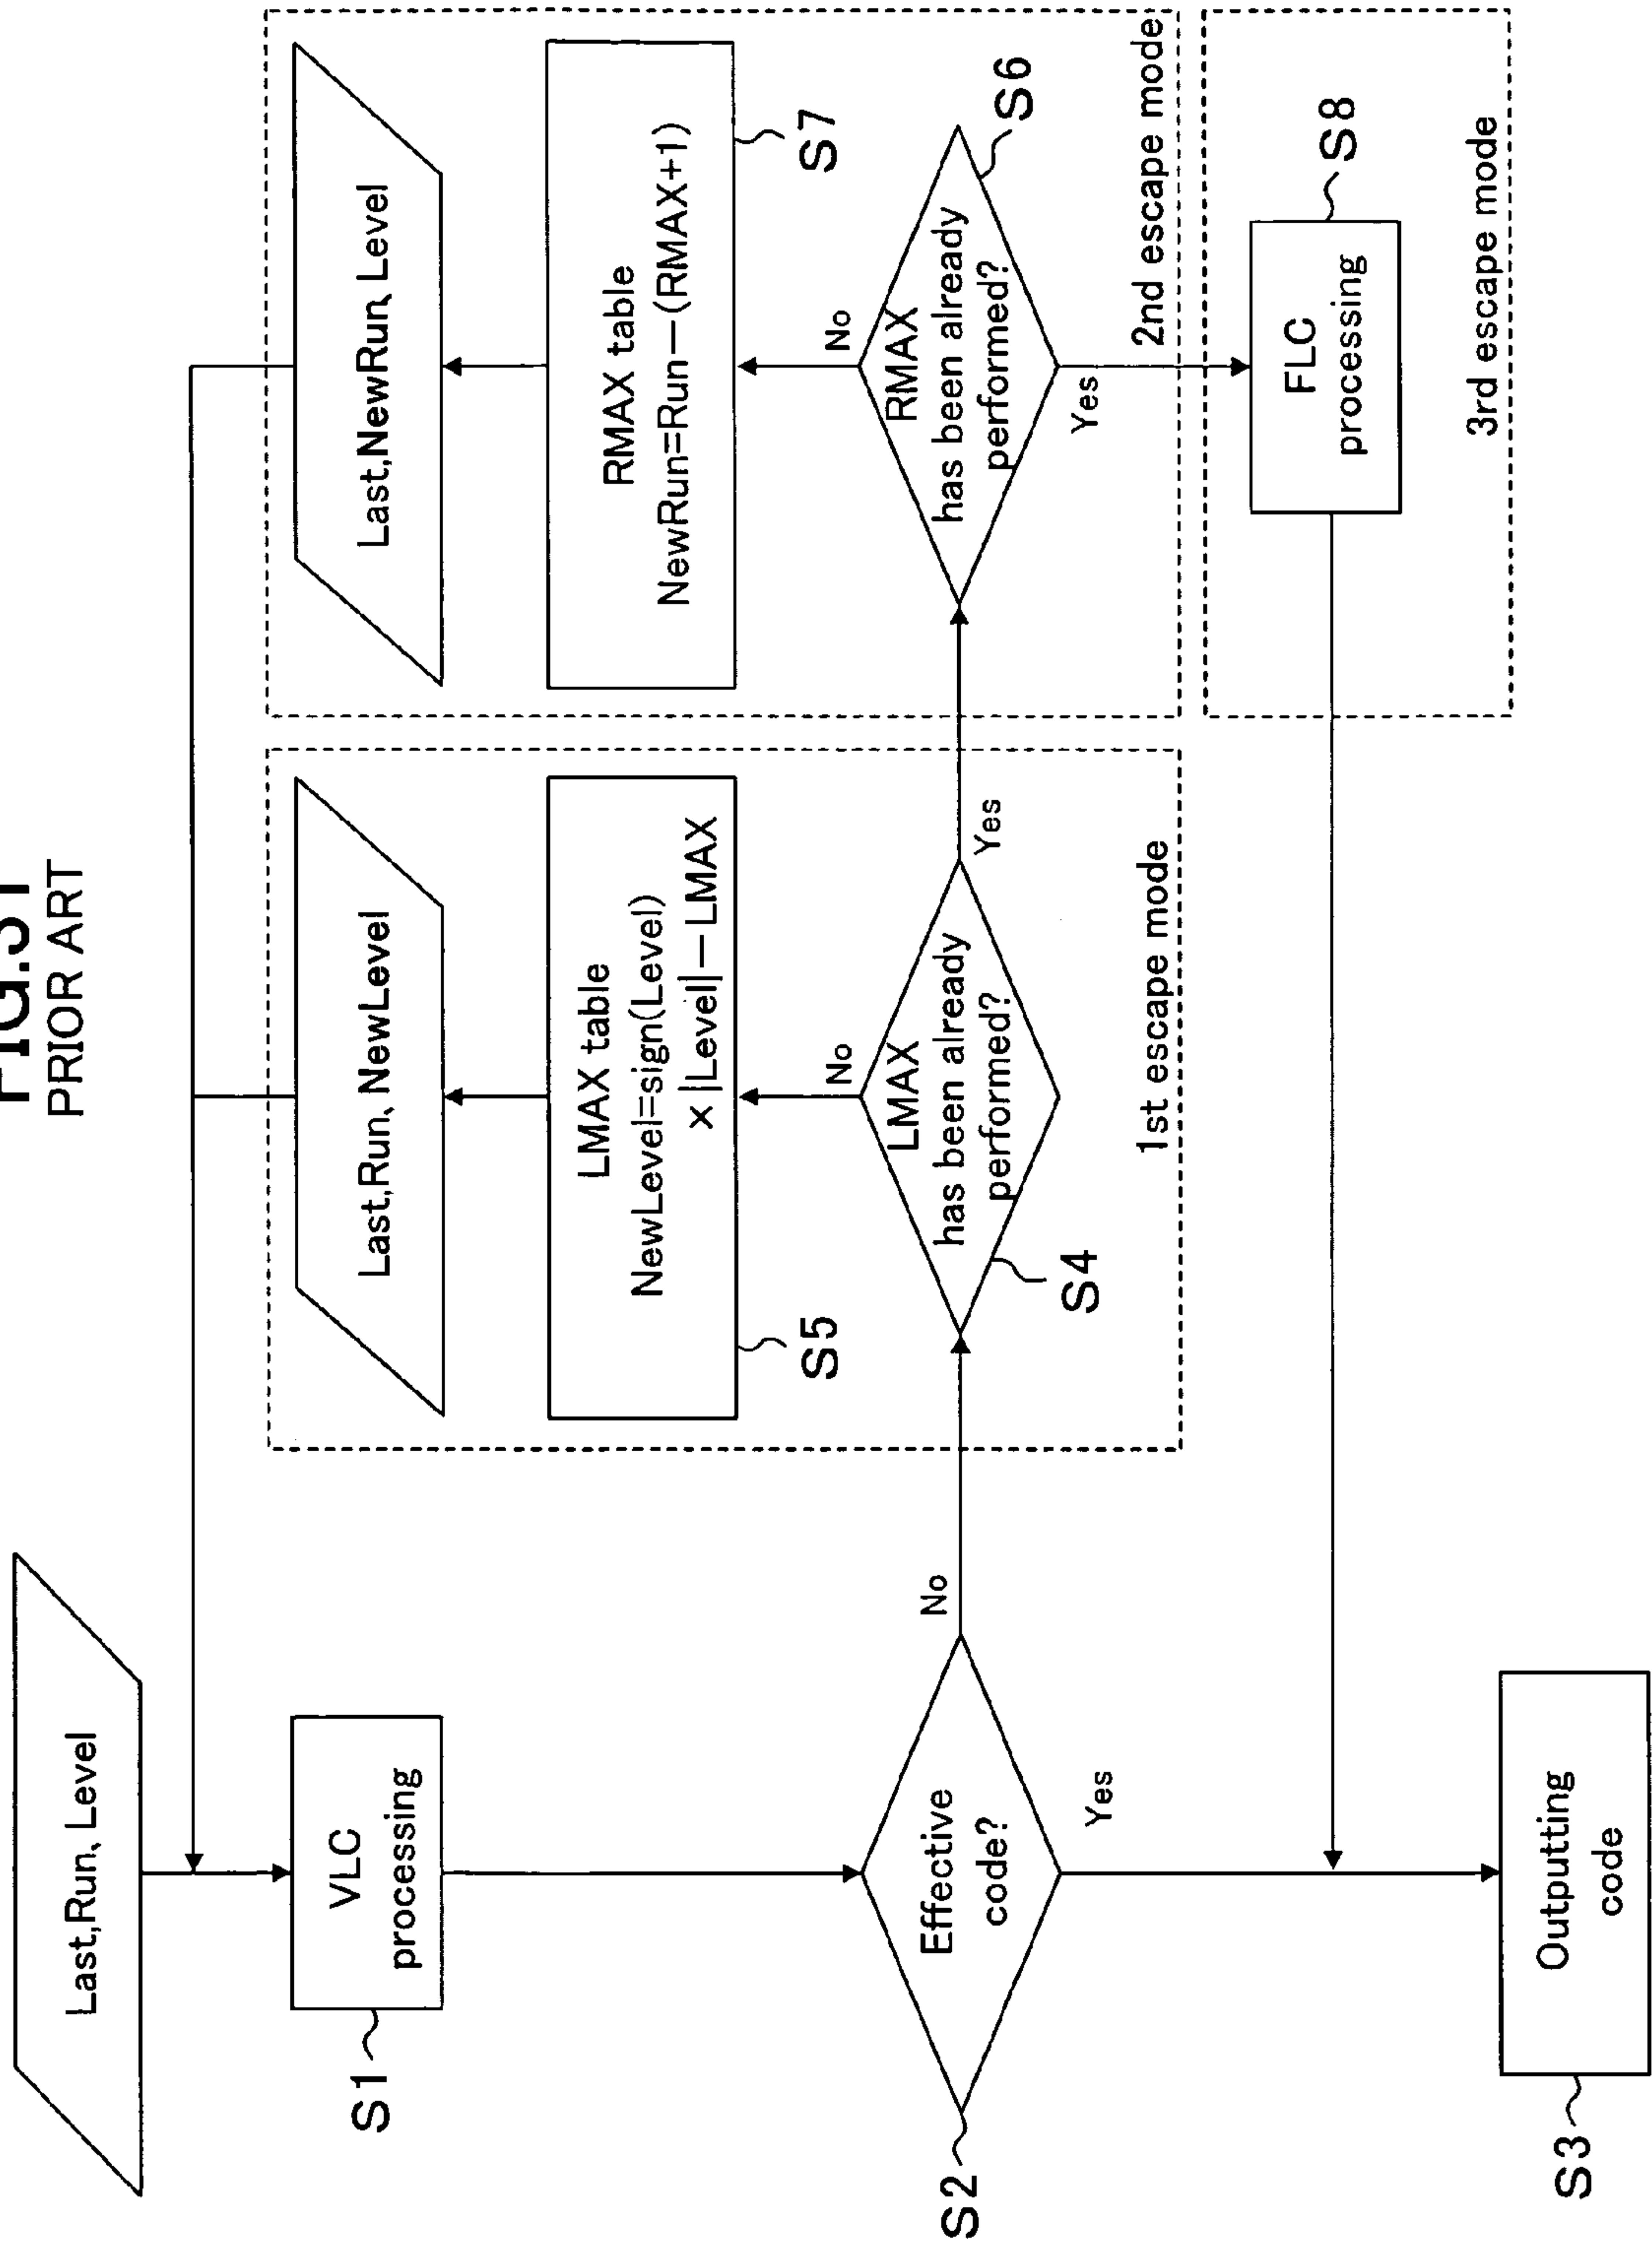 PRIOR ART
Last,Run、Level
S1
VLC
processing
S2
Effective
code?
No
Yes
S3
Outputting
code
Last,Run、NewLevel
LMAX table
NewLevel=sign(Level)
×|Level|−LMAX
S5
No
LMAX
has been already
performed?
Yes
S4
1st escape mode
Last,NewRun、Level
RMAX table
NewRun=Run−(RMAX+1)
S7
No
RMAX
has been already
performed?
Yes
S6
2nd escape mode
FLC
processing
S8
3rd escape mode